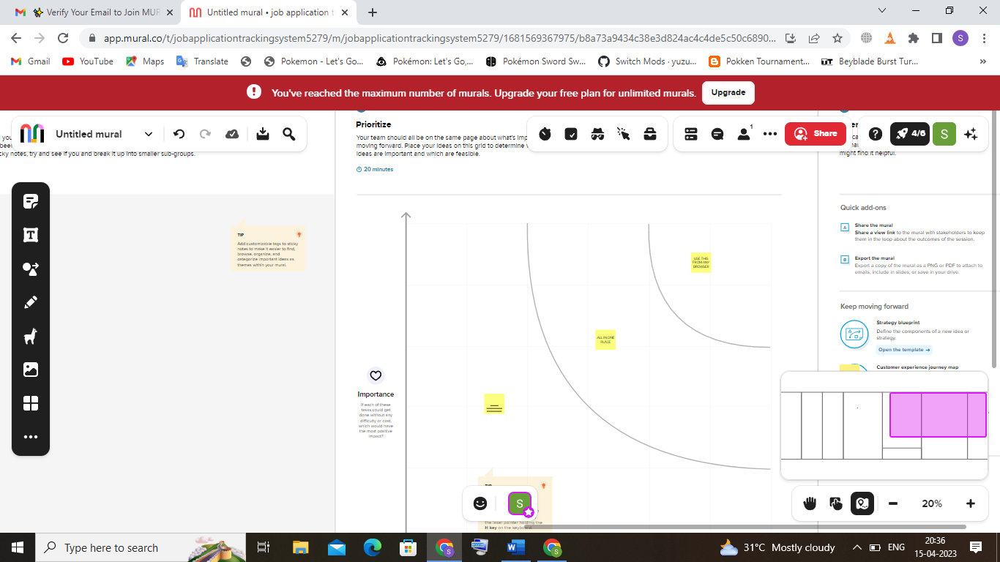 Verify Your Email to Join MUR
Untitled mural • job application t
app.mural.co/t/jobapplicationtrackingsystem5279/m/jobapplicationtrackingsystem5279/1681569367975/b8a73a9434c38e3d824ac4c4de5c50c6890...
S
Gmail
YouTube
Maps
Translate
Pokemon - Let's Go...
Pokémon: Let's Go,...
Pokémon Sword Sw...
Switch Mods · yuzu...
Pokken Tournament...
Beyblade Burst Tur...
»
You've reached the maximum number of murals. Upgrade your free plan for unlimited murals.
Upgrade
Untitled mural
1
Share
4/6
S
cky notes, try and see if you and break it up into smaller sub-groups.
Prioritize
Your team should all be on the same page about what's imp
moving forward. Place your ideas on this grid to determine
ideas are important and which are feasible.
20 minutes
might find it helpful.
TIP
Add customizable tags to sticky
notes to make it easier to find,
browse, organize, and
categorize important ideas as
themes within your mural.
USE THIS
FROM ANY
BROWSER
ALL IN ONE
PLACE
Importance
If each of these
tasks could get
done without any
difficulty or cost,
which would have
the most positive
impact?
TIP
the laser pointer holding the
H key on the keyboard.
S
Quick add-ons
A
Share the mural
Share a view link to the mural with stakeholders to keep
them in the loop about the outcomes of the session.
B
Export the mural
Export a copy of the mural as a PNG or PDF to attach to
emails, include in slides, or save in your drive.
Keep moving forward
Strategy blueprint
Define the components of a new idea or
strategy.
Open the template →
Customer experience journey map
20%
Type here to search
31°C Mostly cloudy
ENG
20:36
15-04-2023